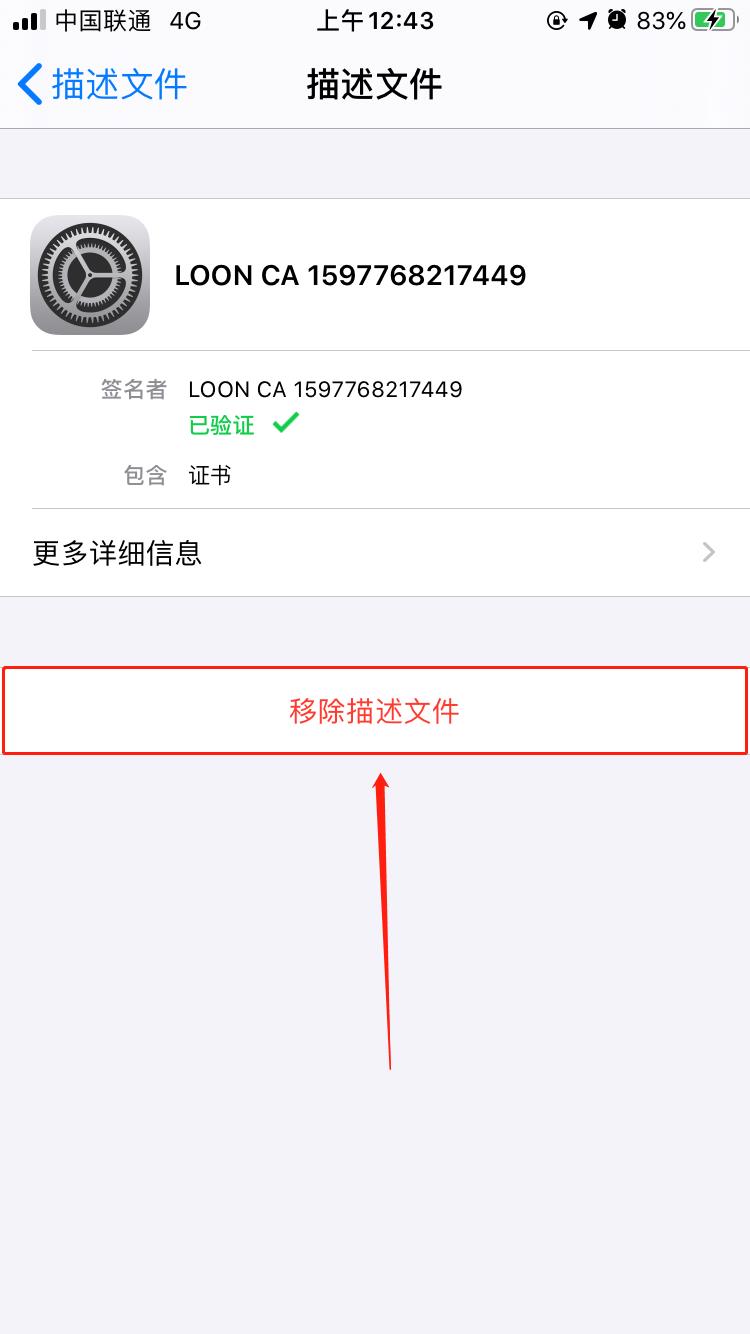 中国联通 4G 上午12:43 83%
描述文件 描述文件
LOON CA 1597768217449
签名者 LOON CA 1597768217449
已验证
包含 证书
更多详细信息
移除描述文件